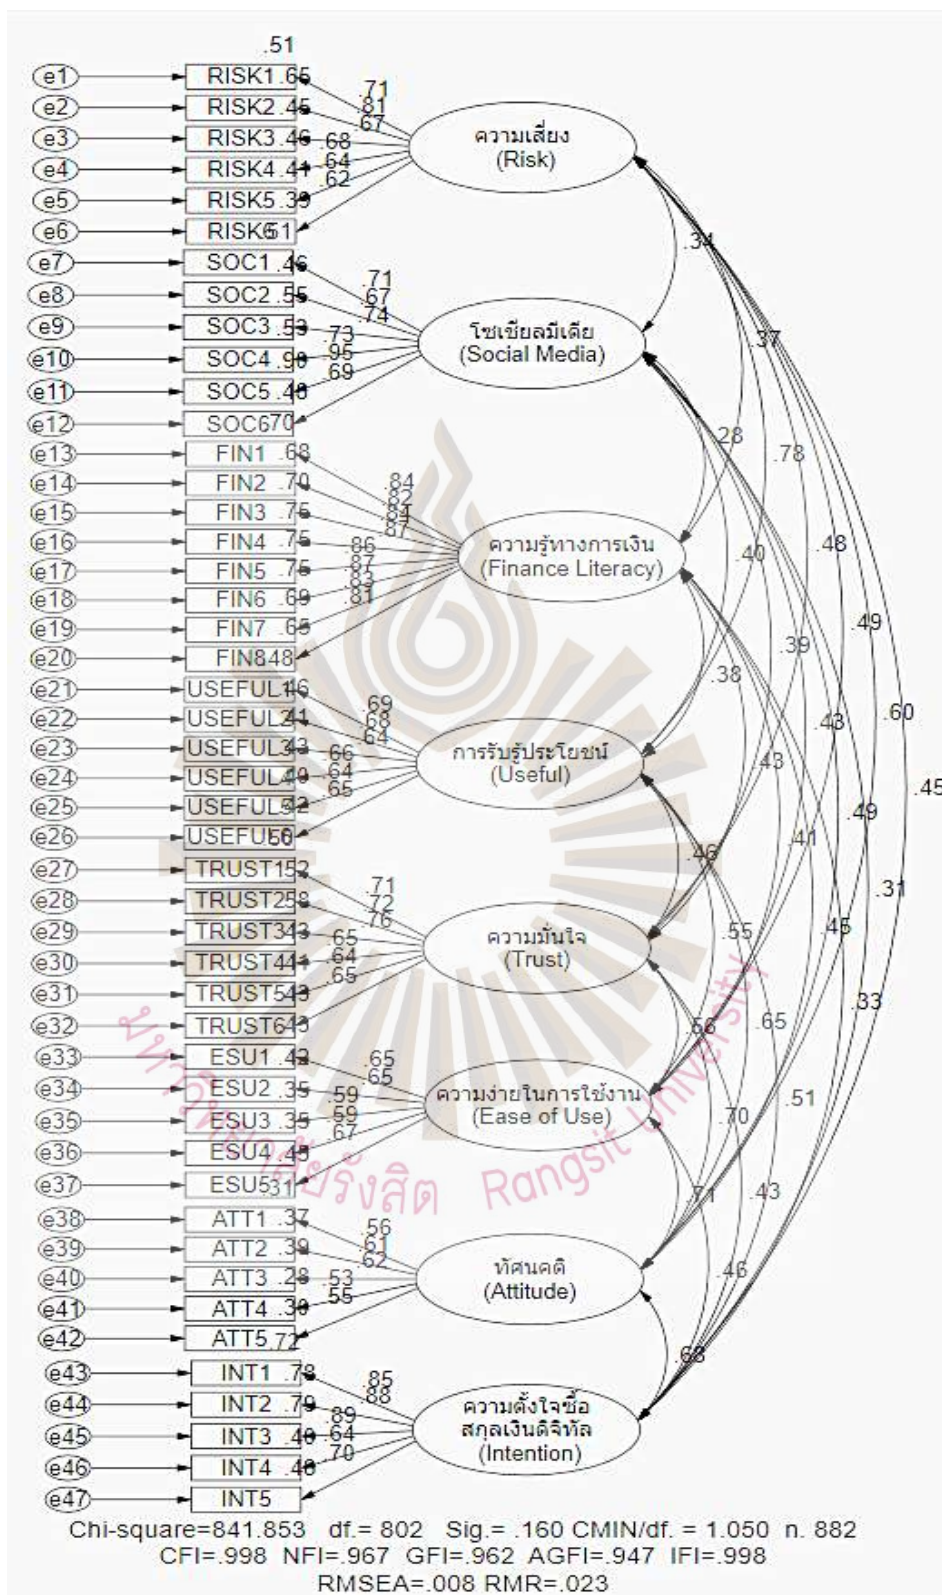 .51
e1 RISK1 .65 .71
e2 RISK2 .45 .81
e3 RISK3 .46 .67
e4 RISK4 .41 .68
e5 RISK5 .39 .64
e6 RISK6 .51 .62
ความเสี่ยง
(Risk)
e7 SOC1 .46 .71
e8 SOC2 .55 .67
e9 SOC3 .53 .74
e10 SOC4 .90 .73
e11 SOC5 .48 .95
e12 SOC6 .70 .69
โซเชียลมีเดีย
(Social Media)
e13 FIN1 .68 .84
e14 FIN2 .70 .82
e15 FIN3 .75 .84
e16 FIN4 .75 .87
e17 FIN5 .75 .86
e18 FIN6 .69 .87
e19 FIN7 .65 .83
e20 FIN8 .48 .81
ความรู้ทางการเงิน
(Finance Literacy)
e21 USEFUL1 .46 .69
e22 USEFUL2 .41 .68
e23 USEFUL3 .43 .64
e24 USEFUL4 .40 .66
e25 USEFUL5 .42 .64
e26 USEFUL6 .50 .65
การรับรู้ประโยชน์
(Useful)
e27 TRUST1 .52 .71
e28 TRUST2 .58 .72
e29 TRUST3 .43 .76
e30 TRUST4 .65
e31 TRUST5 .43 .64
e32 TRUST6 .43 .65
ความมั่นใจ
(Trust)
e33 ESU1 .42 .65
e34 ESU2 .35 .65
e35 ESU3 .35 .59
e36 ESU4 .45 .59
e37 ESU5 .31 .67
ความง่ายในการใช้งาน
(Ease of Use)
e38 ATT1 .37 .56
e39 ATT2 .39 .61
e40 ATT3 .28 .62
e41 ATT4 .30 .53
e42 ATT5 .72 .55
ทัศนคติ
(Attitude)
e43 INT1 .78 .85
e44 INT2 .79 .88
e45 INT3 .40 .89
e46 INT4 .48 .64
e47 INT5 .70
ความตั้งใจซื้อ
สกุลเงินดิจิทัล
(Intention)
.34
.37
.28
.78
.40
.48
.49
.38
.39
.60
.43
.43
.45
.49
.41
.46
.31
.55
.45
.33
.56
.65
.51
.70
.71
.43
.46
.68
มหาวิทยาลัยรังสิต Rangsit University
Chi-square=841.853 df.= 802 Sig.= .160 CMIN/df. = 1.050 n. 882
CFI=.998 NFI=.967 GFI=.962 AGFI=.947 IFI=.998
RMSEA=.008 RMR=.023